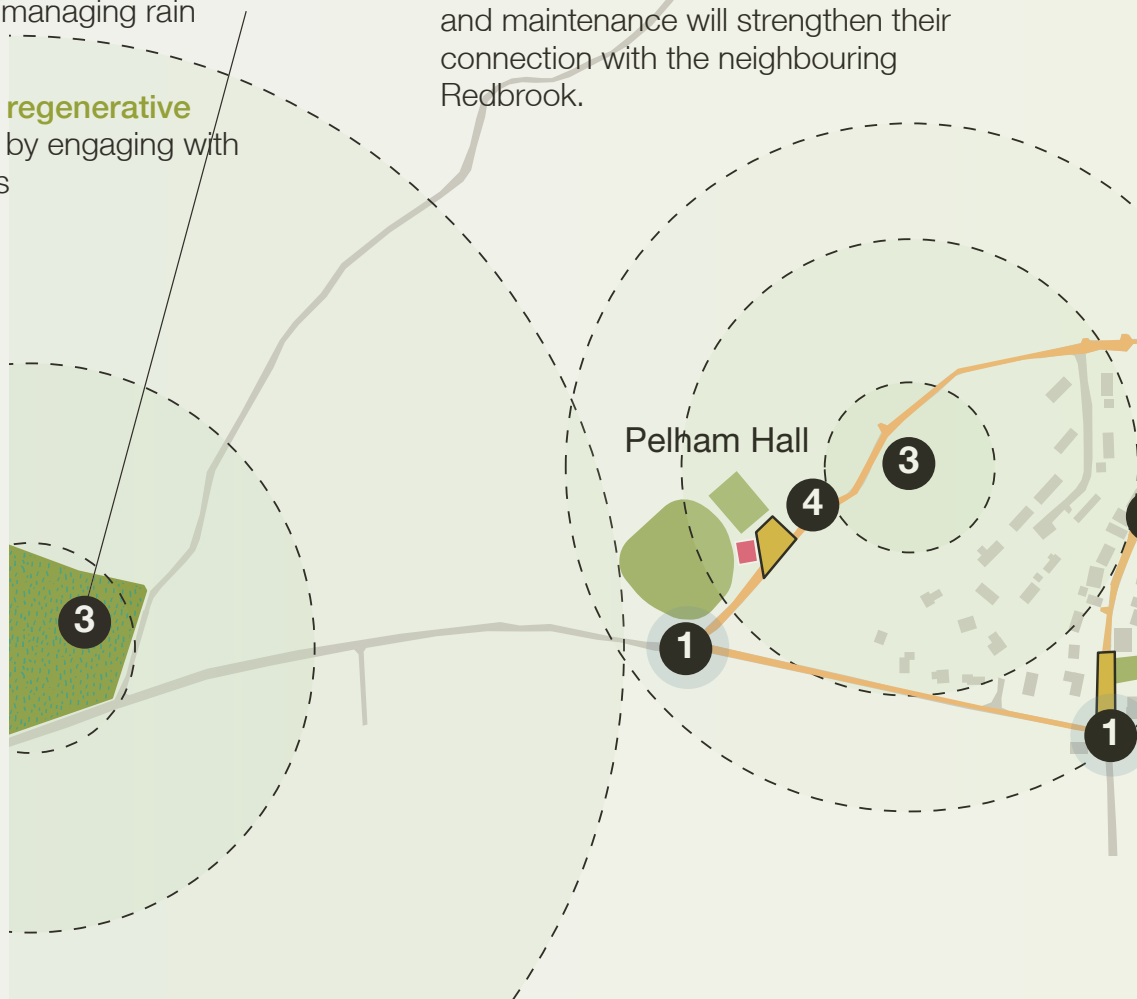 managing rain
regenerative
by engaging with
s
and maintenance will strengthen their
connection with the neighbouring
Redbrook.
Pelham Hall
3
4
3
1
1